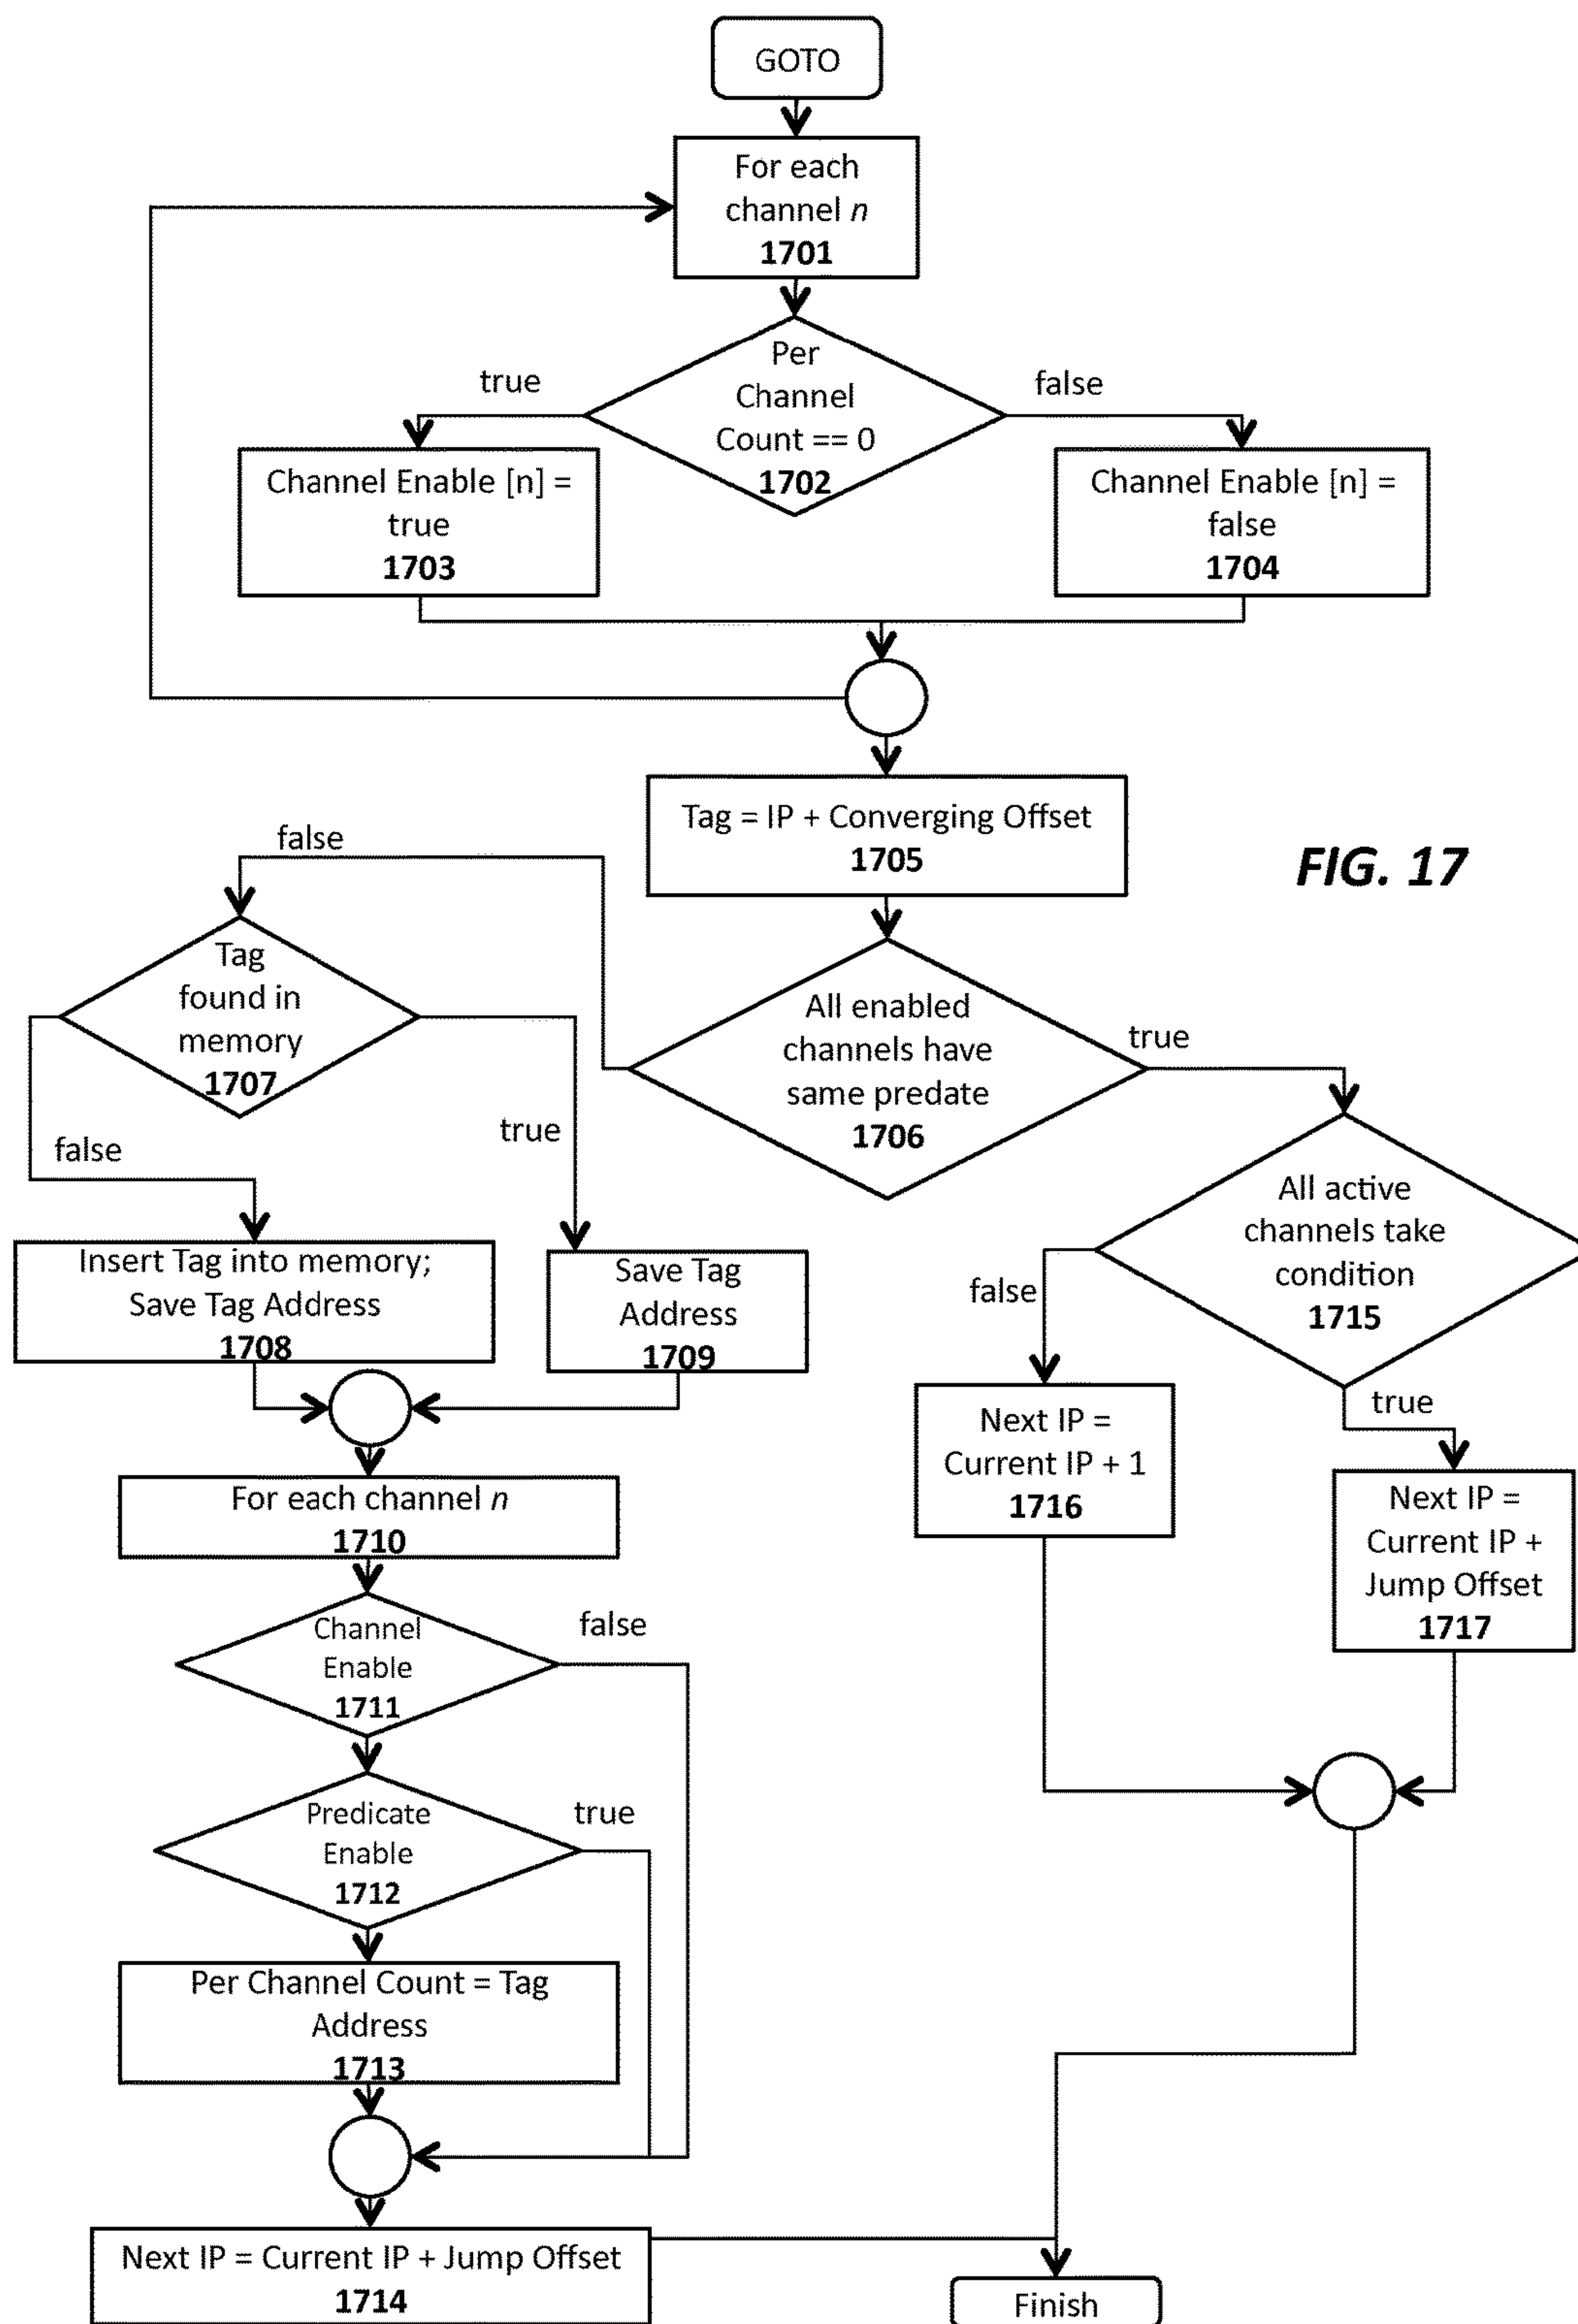 GOTO
For each
channel n
1701
Per
Channel
Count == 0
1702
true
false
Channel Enable [n] =
true
1703
Channel Enable [n] =
false
1704
Tag = IP + Converging Offset
1705
FIG. 17
false
Tag
found in
memory
1707
All enabled
channels have
same predate
1706
true
false
true
All active
channels take
condition
1715
Insert Tag into memory;
Save Tag Address
1708
Save Tag
Address
1709
false
true
Next IP =
Current IP + 1
1716
Next IP =
Current IP +
Jump Offset
1717
For each channel n
1710
Channel
Enable
1711
false
Predicate
Enable
1712
true
Per Channel Count = Tag
Address
1713
Next IP = Current IP + Jump Offset
1714
Finish